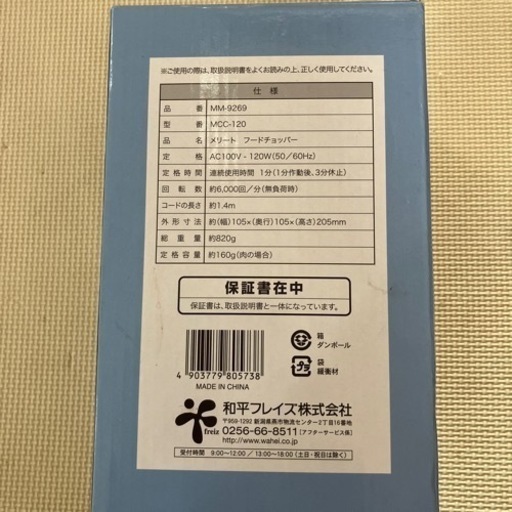 ※ご使用の際は、取扱説明書をよくお読みの上、正しく使用してください。
仕様
品番 MM-9269
型番 MCC-120
品名 メリート フードチョッパー
定格 AC100V - 120W(50/60Hz)
定格時間 連続使用時間 1分(1分作動後、3分休止)
回転数 約6,000回/分(無負荷時)
コードの長さ 約1.4m
外形寸法 約(幅)105×(奥行)105×(高さ)205mm
総重量 約820g
定格容量 約160g(肉の場合)
保証書在中
保証書は、取扱説明書と一体になっています。
4 903779 805738
MADE IN CHINA
箱
ダンボール
プラ
袋
緩衝材
freiz
和平フレイズ株式会社
〒959-1292 新潟県燕市物流センター2丁目16番地
0256-66-8511 (アフターサービス係)
http://www.wahei.co.jp
受付時間 9:00〜12:00 / 13:00〜18:00 (土日・祝日は除く)